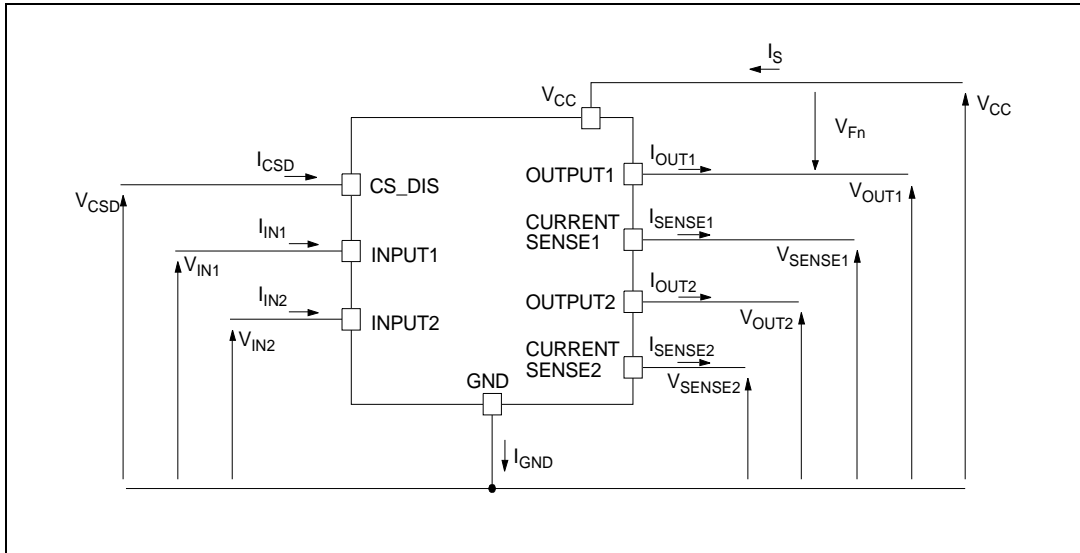 I_S
V_CC
V_CC
V_Fn
I_CSD
CS_DIS
V_CSD
OUTPUT1
I_OUT1
V_OUT1
I_IN1
INPUT1
V_IN1
CURRENT
SENSE1
I_SENSE1
V_SENSE1
I_IN2
INPUT2
V_IN2
OUTPUT2
I_OUT2
V_OUT2
CURRENT
SENSE2
I_SENSE2
V_SENSE2
GND
I_GND